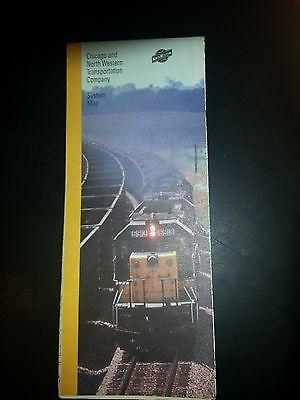 Chicago and
North Western
Transportation
Company
System
Map